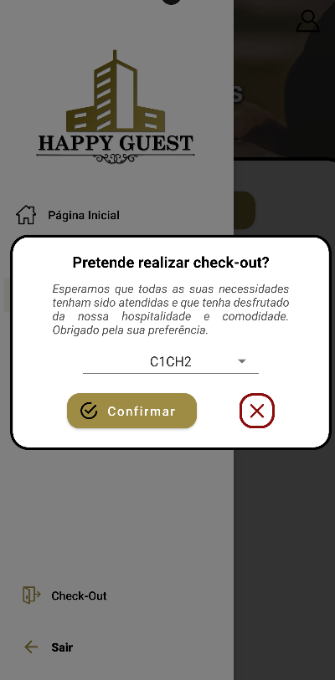 S
HAPPY GUEST
Página Inicial
Pretende realizar check-out?
Esperamos que todas as suas necessidades
tenham sido atendidas e que tenha desfrutado
da nossa hospitalidade e comodidade.
Obrigado pela sua preferência.
C1CH2
Confirmar
Check-Out
Sair